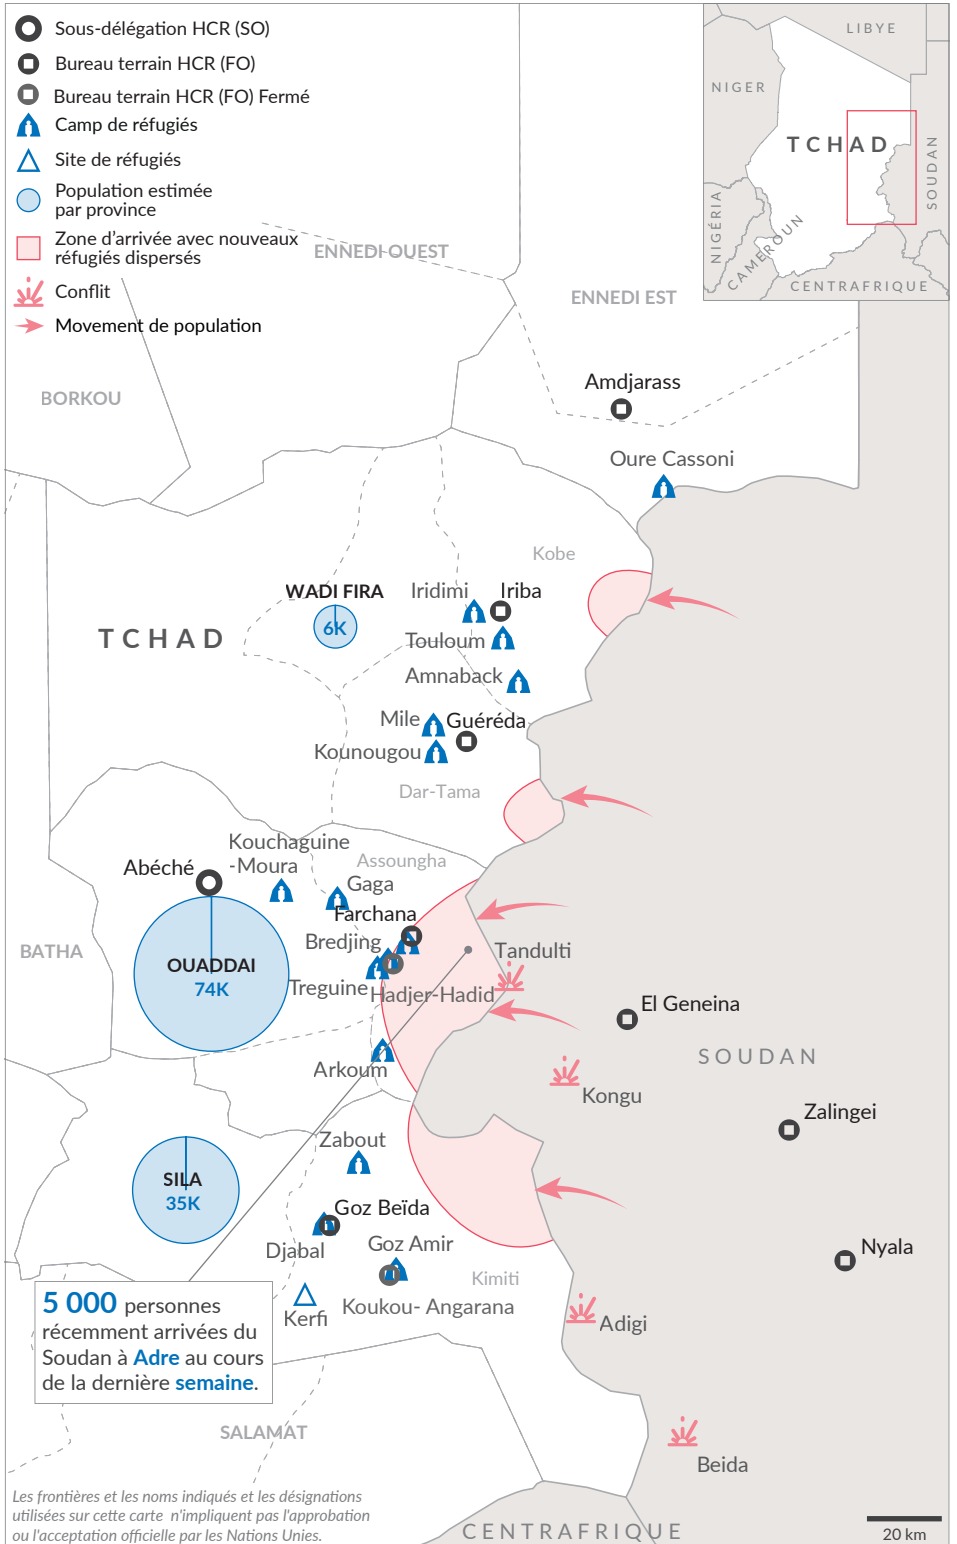 Sous-délégation HCR (SO)
Bureau terrain HCR (FO)
Bureau terrain HCR (FO) Fermé
Camp de réfugiés
Site de réfugiés
Population estimée
par province
Zone d'arrivée avec nouveaux
réfugiés dispersés
Conflit
Movement de population
LIBYE
NIGER
TCHAD
SOUDAN
NIGÉRIA
CAMEROUN
CENTRAFRIQUE
ENNEDI OUEST
ENNEDI EST
BORKOU
Amdjarass
Oure Cassoni
Kobe
WADI FIRA
6K
Iridimi
Iriba
TCHAD
Touloum
Amnaback
Mile
Guéréda
Kounougou
Dar-Tama
Kouchaguine
-Moura
Assoungha
Abéché
Gaga
Farchana
BATHA
Bredjing
Tandulti
OUADDAI
74K
Treguine
Hadjer-Hadid
El Geneina
SOUDAN
Arkoum
Kongu
Zalingei
Zabout
SILA
35K
Goz Beïda
Djabal
Goz Amir
Nyala
Kimiti
Koukou- Angarana
Kerfi
Adigi
5 000 personnes
récemment arrivées du
Soudan à Adre au cours
de la dernière semaine.
SALAMAT
Beida
Les frontières et les noms indiqués et les désignations
utilisées sur cette carte n'impliquent pas l'approbation
ou l'acceptation officielle par les Nations Unies.
CENTRAFRIQUE
20 km